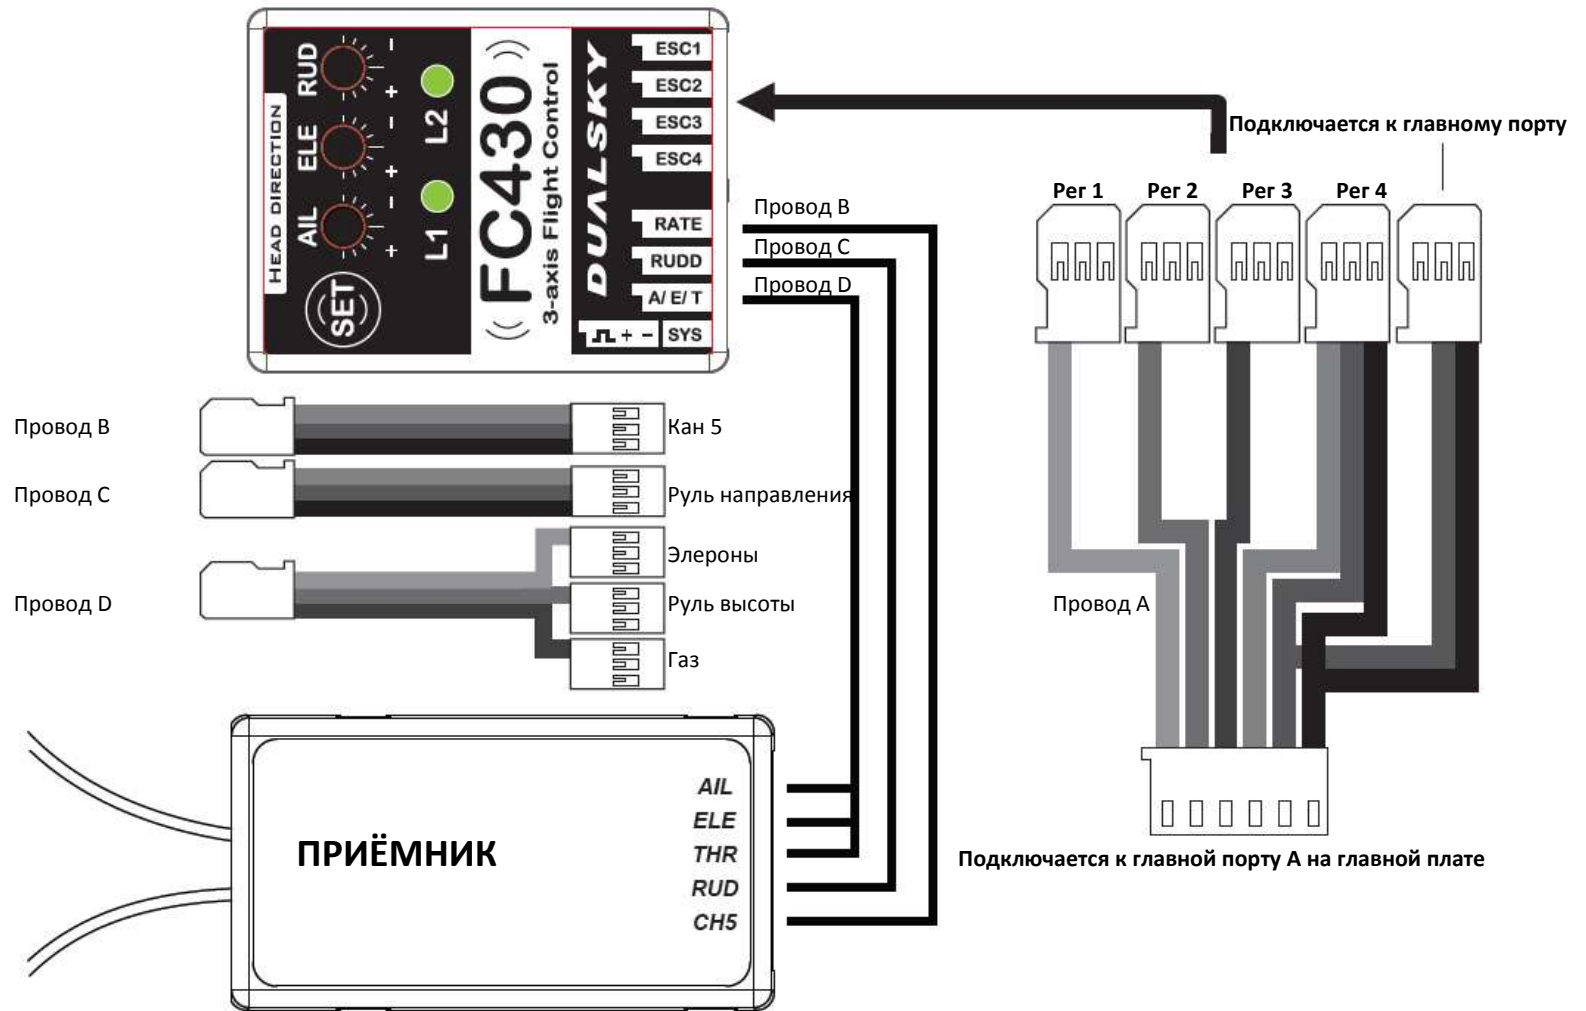 HEAD DIRECTION
RUD
ELE
AIL
- +
- +
- +
SET
L2
L1
((FC430))
3-axis Flight Control
DUALSKY
ESC1
ESC2
ESC3
ESC4
RATE
RUDD
A/ E/ T
+ - SYS
Провод B
Провод C
Провод D
Подключается к главному порту
Рег 1 Рег 2 Рег 3 Рег 4
Провод B Кан 5
Провод C Руль направления
Элероны
Провод D Руль высоты
Газ
Провод A
Подключается к главной порту A на главной плате
ПРИЁМНИК
AIL
ELE
THR
RUD
CH5